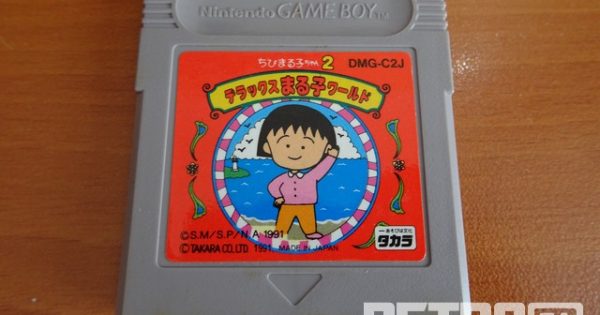 Nintendo GAME BOY™
ちびまる子ちゃん 2 DMG-C2J
デラックス まる子ワールド
©S.M/S.P/N.A 1991
©TAKARA CO.,LTD. 1991 MADE IN JAPAN
タカラ